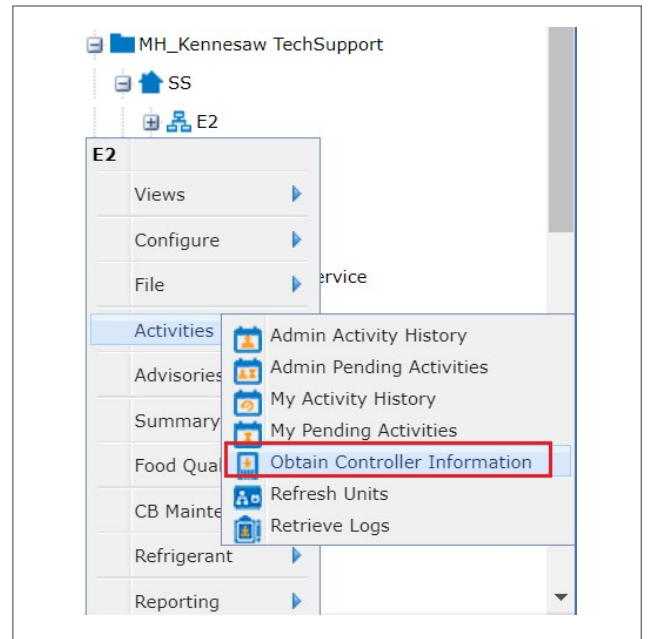 MH_Kennesaw TechSupport
SS
E2
E2
Views
Configure
File
ervice
Activities
Admin Activity History
Admin Pending Activities
Advisories
My Activity History
Summary
My Pending Activities
Food Qual
Obtain Controller Information
Refresh Units
CB Mainte
Retrieve Logs
Refrigerant
Reporting